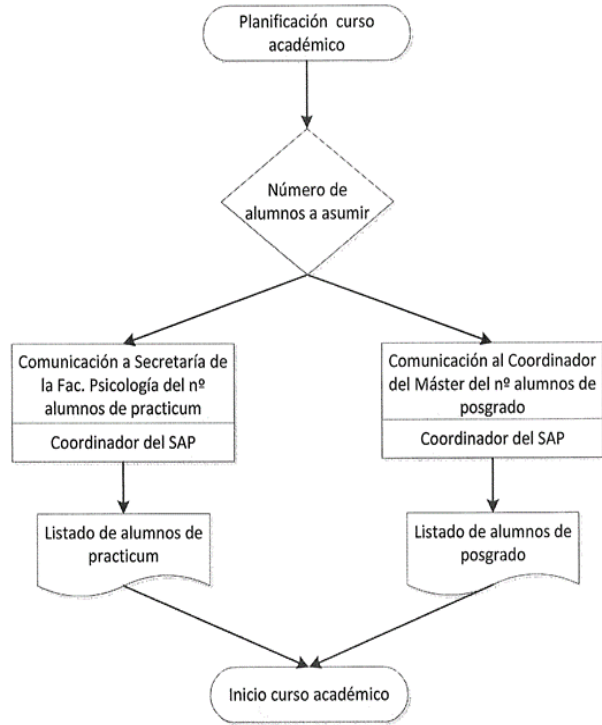 Planificación curso
académico
Número de
alumnos a asumir
Comunicación a Secretaría de
la Fac. Psicología del nº
alumnos de practicum
Coordinador del SAP
Comunicación al Coordinador
del Máster del nº alumnos de
posgrado
Coordinador del SAP
Listado de alumnos de
practicum
Listado de alumnos de
posgrado
Inicio curso académico